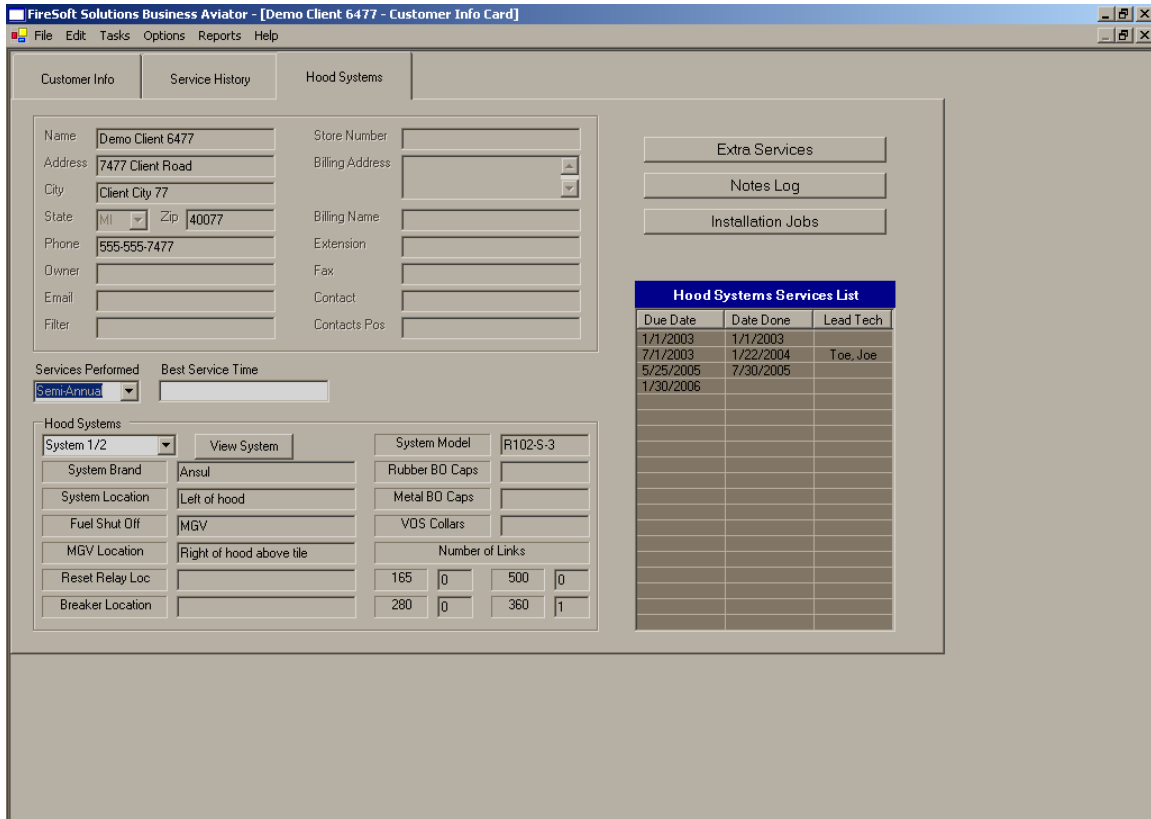 FireSoft Solutions Business Aviator - [Demo Client 6477 - Customer Info Card]
File Edit Tasks Options Reports Help
Customer Info Service History Hood Systems
Name Demo Client 6477 Store Number
Address 7477 Client Road Billing Address
City Client City 77
State MI Zip 40077 Billing Name
Phone 555-555-7477 Extension
Owner Fax
Email Contact
Filter Contacts Pos
Extra Services
Notes Log
Installation Jobs
Hood Systems Services List
Due Date Date Done Lead Tech
1/1/2003 1/1/2003
7/1/2003 1/22/2004 Toe, Joe
5/25/2005 7/30/2005
1/30/2006
Services Performed Best Service Time
Semi-Annual
Hood Systems
System 1/2 View System System Model R102-S-3
System Brand Ansul Rubber BO Caps
System Location Left of hood Metal BO Caps
Fuel Shut Off MGV VOS Collars
MGV Location Right of hood above tile Number of Links
Reset Relay Loc 165 0 500 0
Breaker Location 280 0 360 1